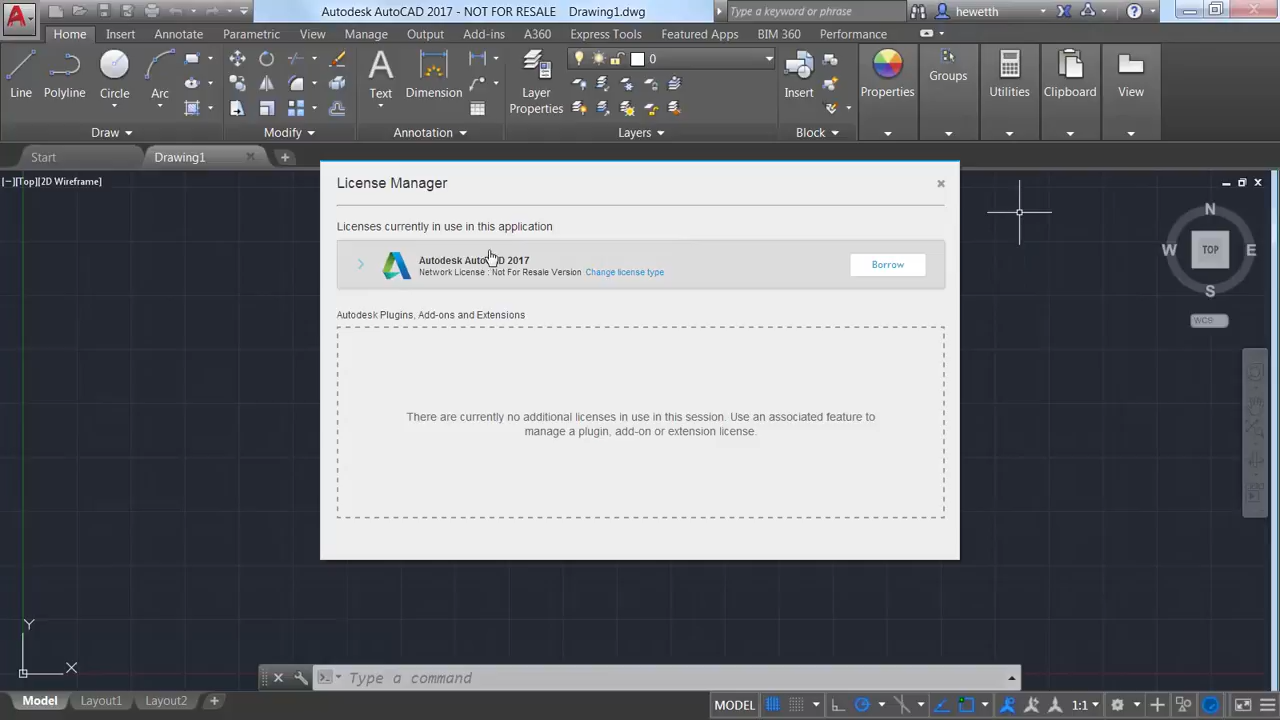 Autodesk AutoCAD 2017 - NOT FOR RESALE Drawing1.dwg
Type a keyword or phrase
hewetth
Home Insert Annotate Parametric View Manage Output Add-ins A360 Express Tools Featured Apps BIM 360 Performance
Line Polyline Circle Arc
Text Dimension
Layer Properties
0
Insert
Properties
Groups
Utilities
Clipboard
View
Draw Modify Annotation Layers Block
Start Drawing1
[−][Top][2D Wireframe]
License Manager
Licenses currently in use in this application
Autodesk AutoCAD 2017
Network License : Not For Resale Version Change license type
Borrow
Autodesk Plugins, Add-ons and Extensions
There are currently no additional licenses in use in this session. Use an associated feature to
manage a plugin, add-on or extension license.
N
W TOP E
S
WCS
Y
X
Type a command
Model Layout1 Layout2
MODEL
1:1